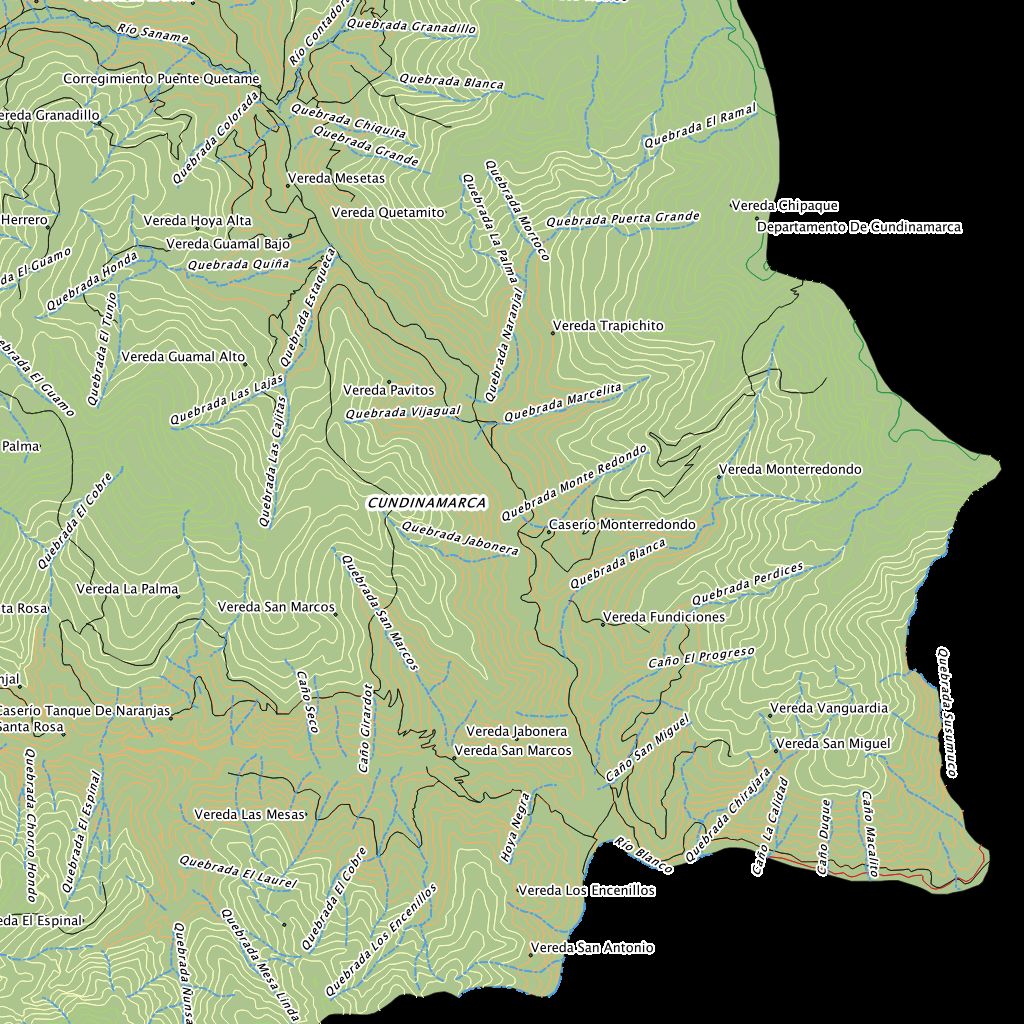 Río Saname
Río Contador
Quebrada Granadillo
Corregimiento Puente Quetame
Quebrada Blanca
ereda Granadillo
Quebrada Colorada
Quebrada Chiquita
Quebrada Grande
Quebrada El Ramal
Vereda Mesetas
Quebrada Mortoco
Quebrada La Palma
Vereda Chipaque
Herrero
Vereda Hoya Alta
Vereda Quetamito
Quebrada Puerta Grande
Departamento De Cundinamarca
Vereda Guamal Bajo
da El Guamo
Quebrada Honda
Quebrada Quiña
Quebrada Estaqueca
Quebrada El Tunjo
Quebrada Naranjal
Vereda Trapichito
ebrada El Guamo
Vereda Guamal Alto
Quebrada Las Lajas
Vereda Pavitos
Quebrada Marcelita
Quebrada Vijagual
Quebrada Las Cajitas
Palma
Quebrada El Cobre
Quebrada Monte Redondo
Vereda Monterredondo
CUNDINAMARCA
Quebrada Jabonera
Caserío Monterredondo
Quebrada Blanca
Quebrada Perdices
Vereda La Palma
Quebrada San Marcos
ta Rosa
Vereda San Marcos
Vereda Fundiciones
Caño El Progreso
Quebrada Susumuco
njal
Caño Seco
Caño Girardot
Caserío Tanque De Naranjas
Santa Rosa
Vereda Vanguardia
Vereda Jabonera
Caño San Miguel
Vereda San Marcos
Vereda San Miguel
Quebrada Chorro Hondo
Quebrada El Espinal
Quebrada Chirajara
Caño La Calidad
Caño Duque
Caño Macalito
Vereda Las Mesas
Hoya Negra
Río Blanco
Quebrada El Laurel
Quebrada El Cobre
Quebrada Los Encenillos
Vereda Los Encenillos
eda El Espinal
Quebrada Mesa Linda
Vereda San Antonio